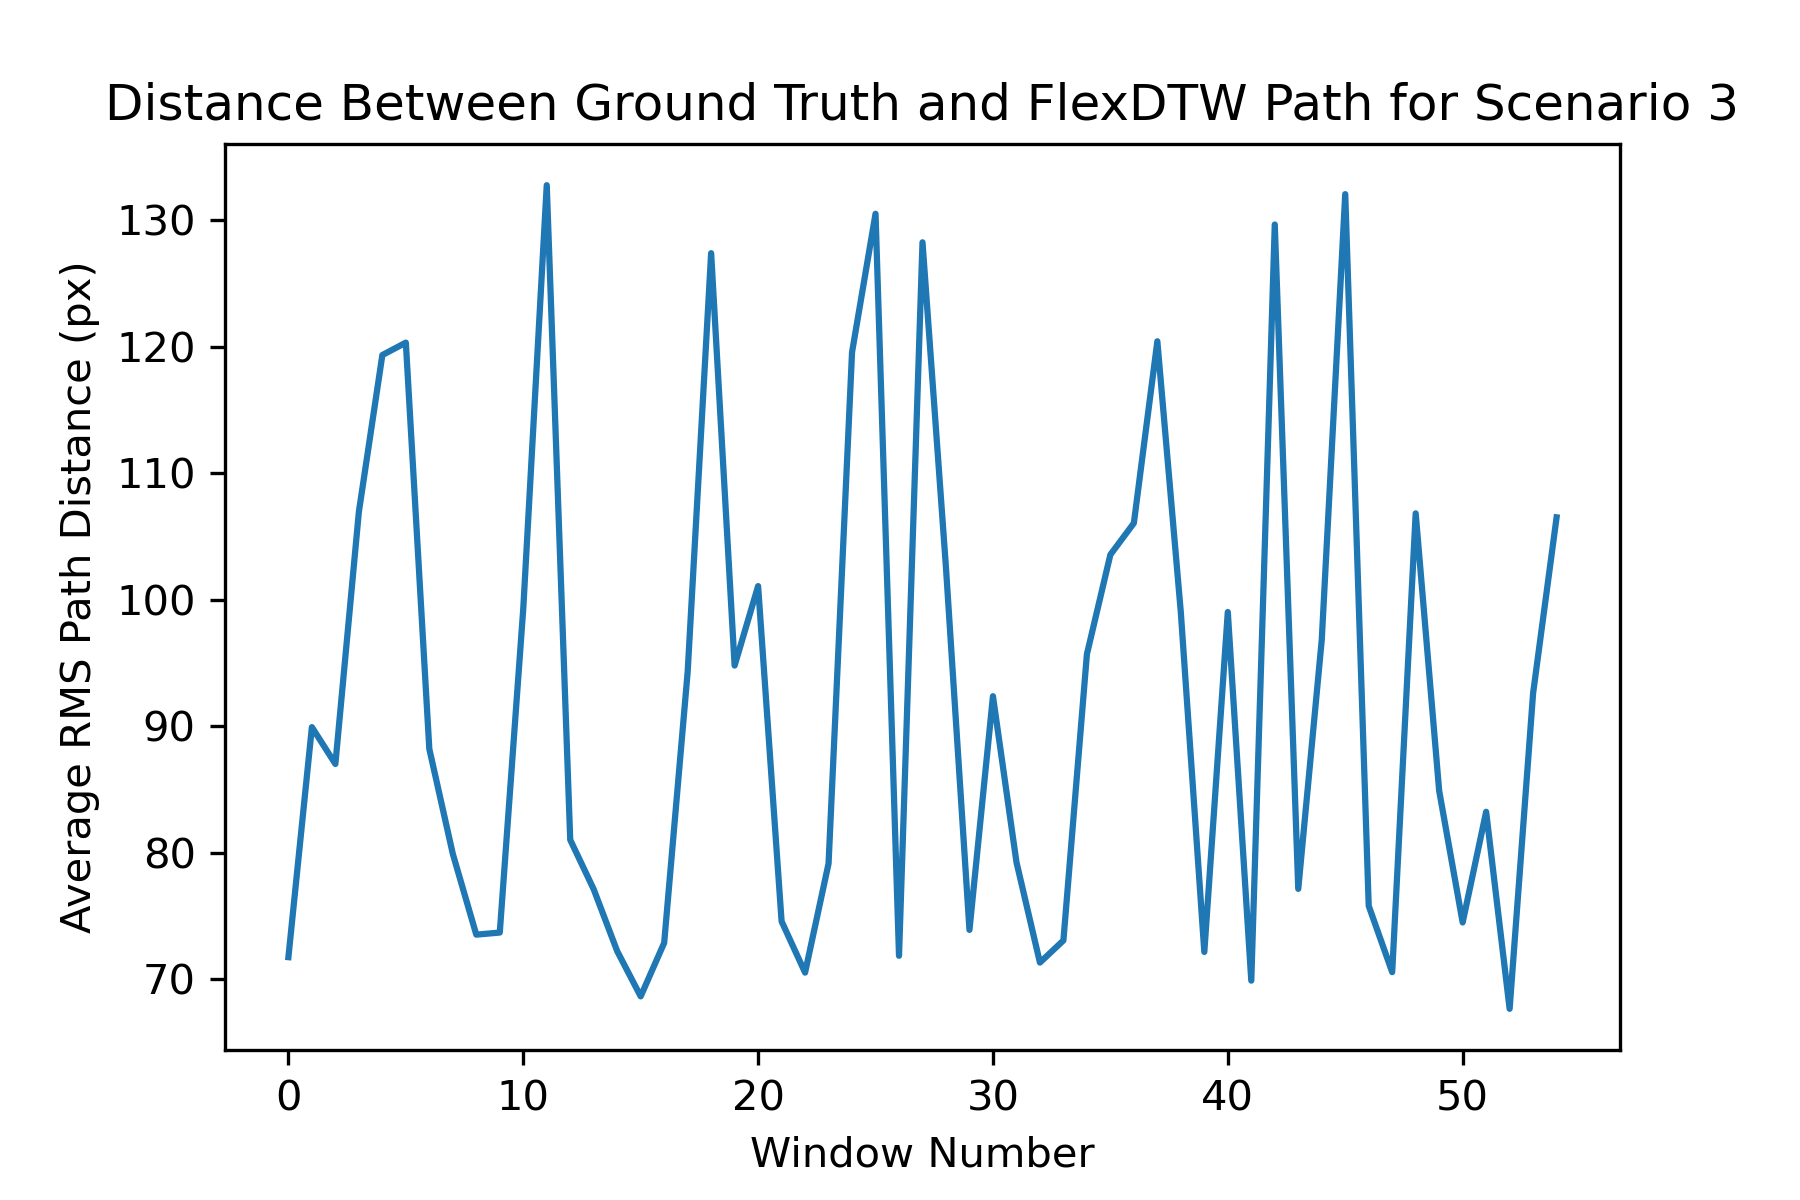 Distance Between Ground Truth and FlexDTW Path for Scenario 3
Average RMS Path Distance (px)
130
120
110
100
90
80
70
0 10 20 30 40 50
Window Number